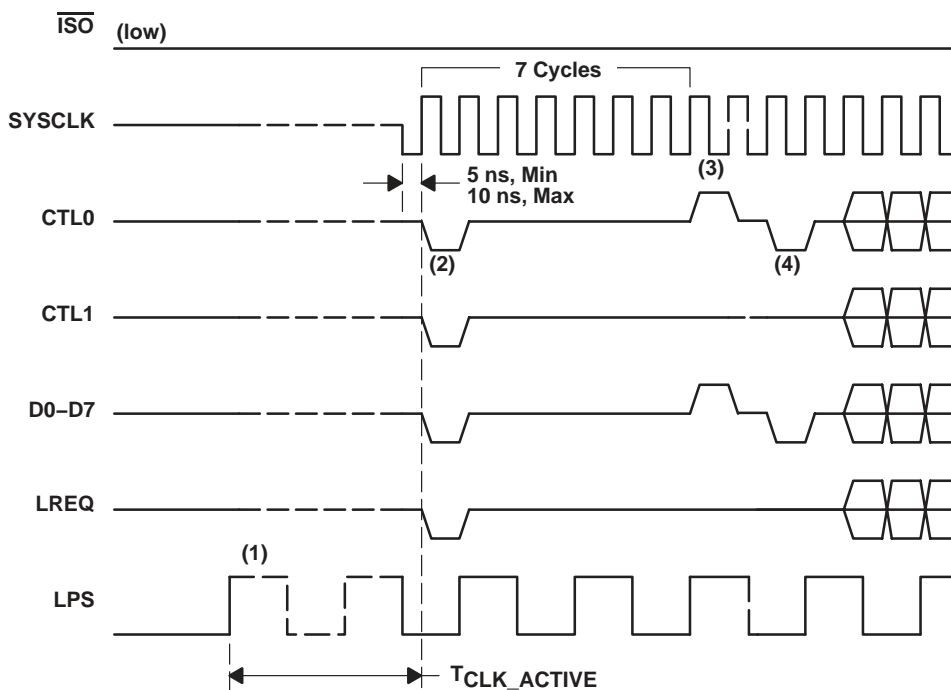 ISO
(low)
7 Cycles
SYSCLK
(3)
5 ns, Min
10 ns, Max
CTL0
(2)
(4)
CTL1
D0–D7
LREQ
(1)
LPS
TCLK_ACTIVE